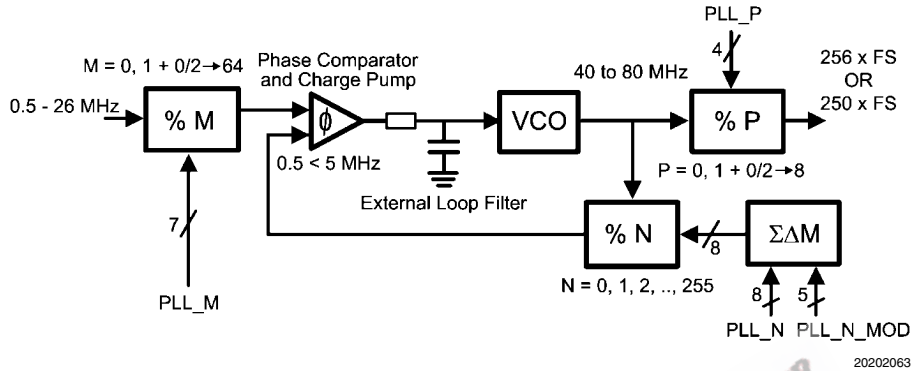 PLL_P
4
256 x FS
OR
250 x FS
Phase Comparator
and Charge Pump
M = 0, 1 + 0/2→64
40 to 80 MHz
0.5 - 26 MHz
% M
ϕ
VCO
% P
0.5 < 5 MHz
P = 0, 1 + 0/2→8
External Loop Filter
7
% N
8
ΣΔM
N = 0, 1, 2, .., 255
8
5
PLL_M
PLL_N
PLL_N_MOD
20202063